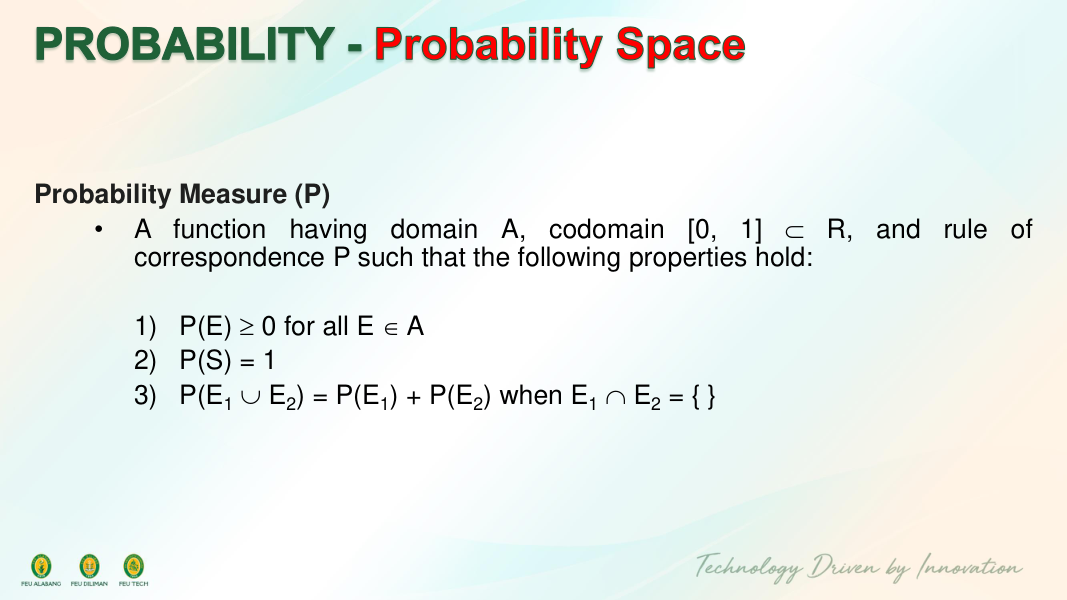 PROBABILITY - Probability Space
Probability Measure (P)
• A function having domain A, codomain [0, 1] ⊂ R, and rule of
correspondence P such that the following properties hold:
1) P(E) ≥ 0 for all E ∈ A
2) P(S) = 1
3) P(E₁ ∪ E₂) = P(E₁) + P(E₂) when E₁ ∩ E₂ = { }
FEU ALABANG FEU DILIMAN FEU TECH
Technology Driven by Innovation